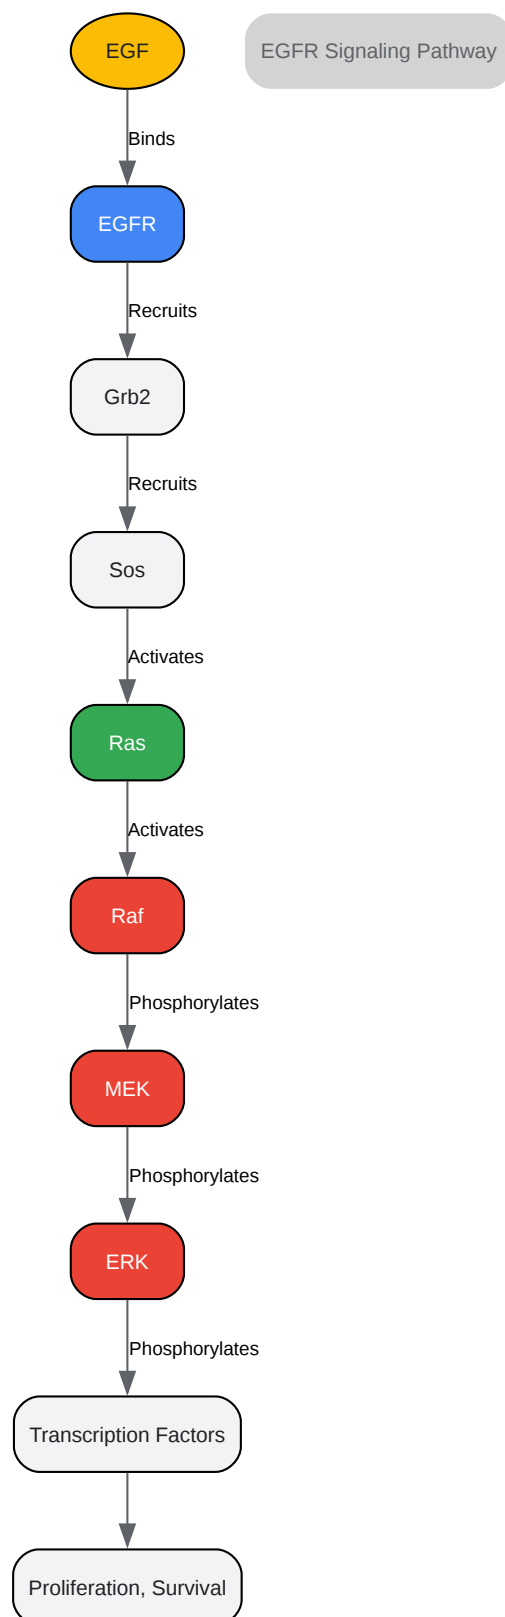 EGF
EGFR Signaling Pathway
Binds
EGFR
Recruits
Grb2
Recruits
Sos
Activates
Ras
Activates
Raf
Phosphorylates
MEK
Phosphorylates
ERK
Phosphorylates
Transcription Factors
Proliferation, Survival